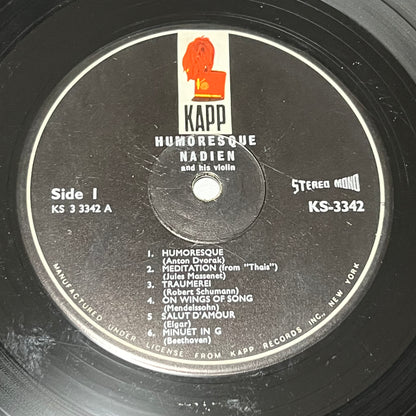 KAPP
HUMORESQUE
NADIEN
and his violin
Side 1
KS 3 3342 A
STEREO MONO
KS-3342
1. HUMORESQUE
(Anton Dvorak)
2. MEDITATION (from "Thais")
(Jules Massenet)
3. TRAUMEREI
(Robert Schumann)
4. ON WINGS OF SONG
(Mendelssohn)
5. SALUT D'AMOUR
(Elgar)
6. MINUET IN G
(Beethoven)
MANUFACTURED UNDER LICENSE FROM KAPP RECORDS INC., NEW YORK.